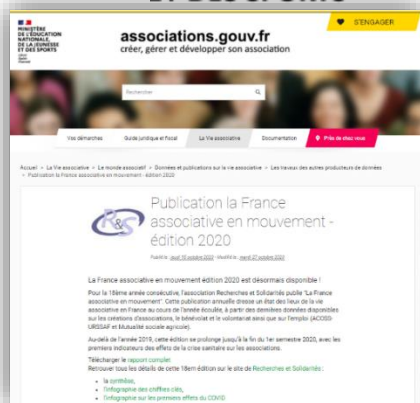 MINISTÈRE
DE L'ÉDUCATION
NATIONALE,
DE LA JEUNESSE
ET DES SPORTS
associations.gouv.fr
créer, gérer et développer son association
S'ENGAGER
Rechercher
Vos démarches
Guide juridique et fiscal
La Vie associative
Documentation
Près de chez vous
Accueil > La Vie associative > Le monde associatif > Données et publications sur la vie associative > Les travaux des autres producteurs de données
> Publication la France associative en mouvement - édition 2020
R&S
Publication la France
associative en mouvement -
édition 2020
La France associative en mouvement édition 2020 est désormais disponible !
Pour la 18ème année consécutive, l'association Recherches et Solidarités publie "La France
associative en mouvement". Cette publication annuelle dresse un état des lieux de la vie
associative en France au cours de l'année écoulée, à partir des dernières données disponibles
sur les créations d'associations, le bénévolat et le volontariat ainsi que sur l'emploi (ACOSS-
URSSAF et Mutualité sociale agricole).
Au-delà de l'année 2019, cette édition se prolonge jusqu'à la fin du 1er semestre 2020, avec les
premiers indicateurs des effets de la crise sanitaire sur les associations.
Télécharger le rapport complet
Retrouver tous les détails de cette 18em édition sur le site de Recherches et Solidarités :
la synthèse,
l'infographie des chiffres clés,
l'infographie sur les premiers effets du COVID